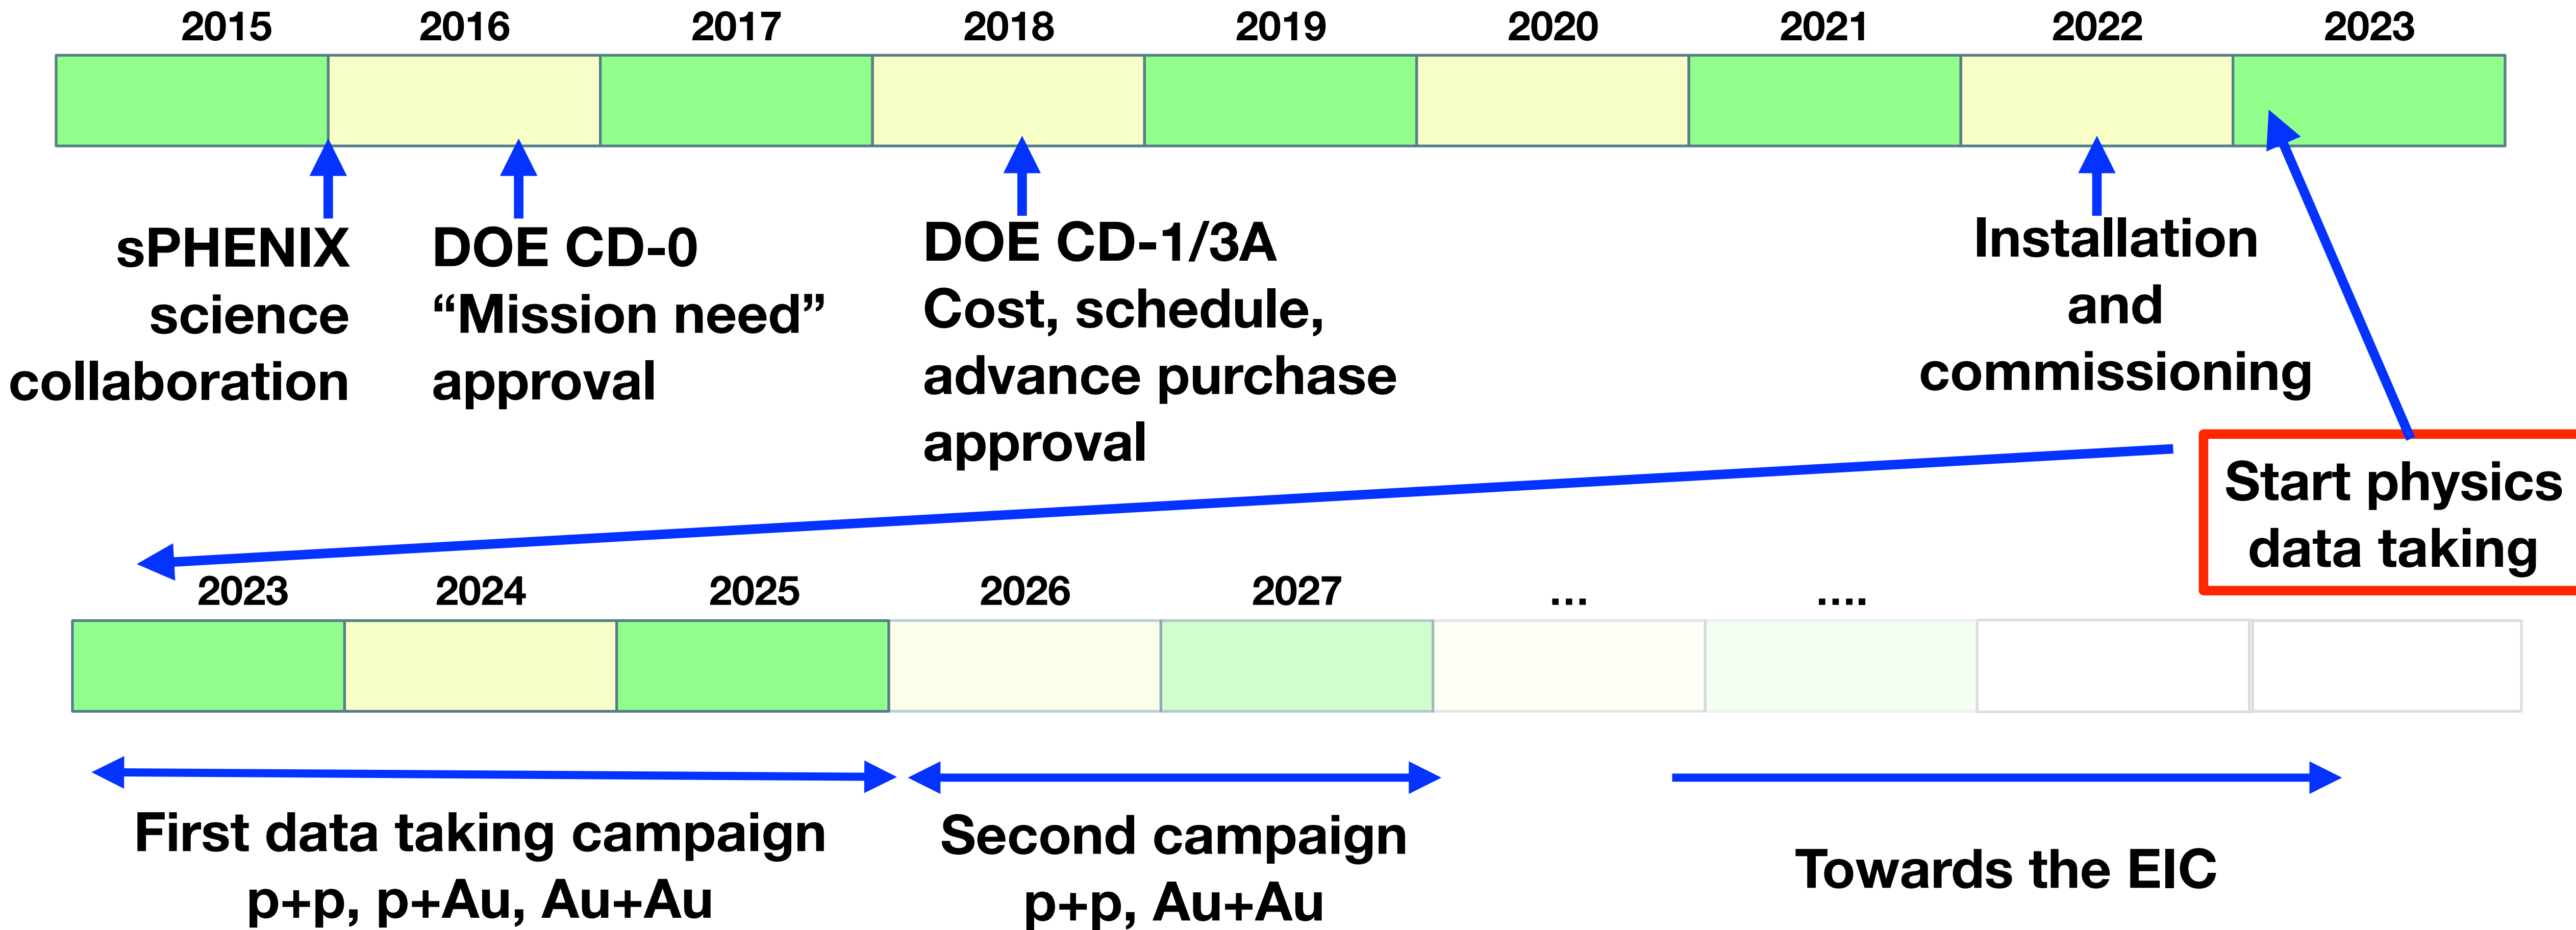 2015 2016 2017 2018 2019 2020 2021 2022 2023
sPHENIX
science
collaboration
DOE CD-0
“Mission need”
approval
DOE CD-1/3A
Cost, schedule,
advance purchase
approval
Installation
and
commissioning
Start physics
data taking
2023 2024 2025 2026 2027 ... ....
First data taking campaign
p+p, p+Au, Au+Au
Second campaign
p+p, Au+Au
Towards the EIC